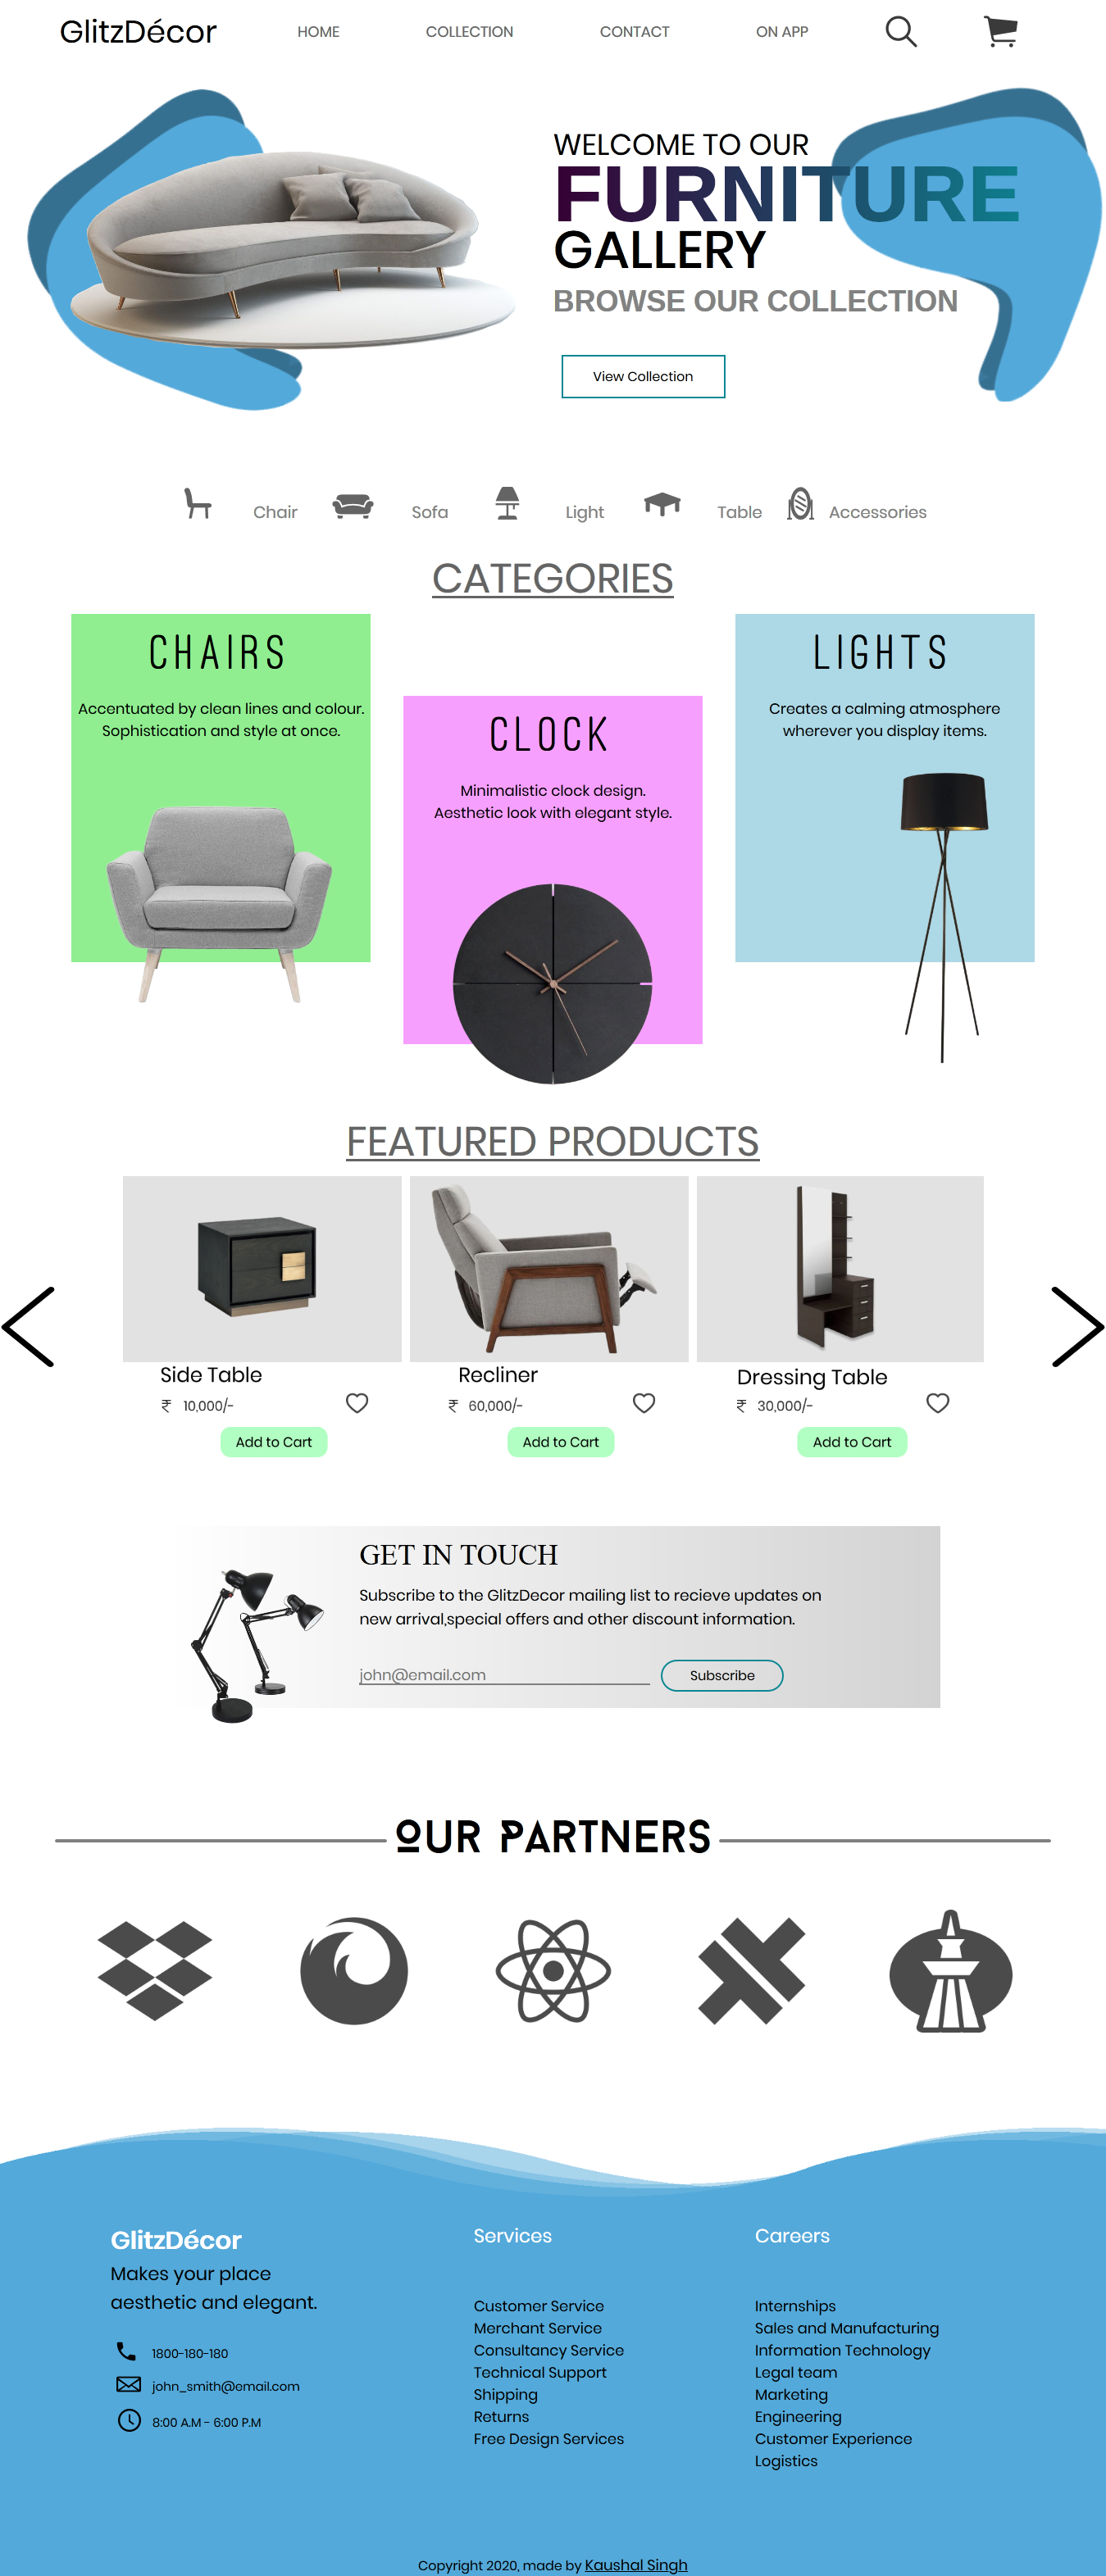 GlitzDécor
HOME
COLLECTION
CONTACT
ON APP
WELCOME TO OUR
FURNITURE
GALLERY
BROWSE OUR COLLECTION
View Collection
Chair
Sofa
Light
Table
Accessories
CATEGORIES
CHAIRS
Accentuated by clean lines and colour.
Sophistication and style at once.
CLOCK
Minimalistic clock design.
Aesthetic look with elegant style.
LIGHTS
Creates a calming atmosphere
wherever you display items.
FEATURED PRODUCTS
Side Table
₹ 10,000/-
Add to Cart
Recliner
₹ 60,000/-
Add to Cart
Dressing Table
₹ 30,000/-
Add to Cart
GET IN TOUCH
Subscribe to the GlitzDecor mailing list to recieve updates on
new arrival,special offers and other discount information.
john@email.com
Subscribe
OUR PARTNERS
GlitzDécor
Makes your place
aesthetic and elegant.
1800-180-180
john_smith@email.com
8:00 A.M - 6:00 P.M
Services
Customer Service
Merchant Service
Consultancy Service
Technical Support
Shipping
Returns
Free Design Services
Careers
Internships
Sales and Manufacturing
Information Technology
Legal team
Marketing
Engineering
Customer Experience
Logistics
Copyright 2020, made by Kaushal Singh